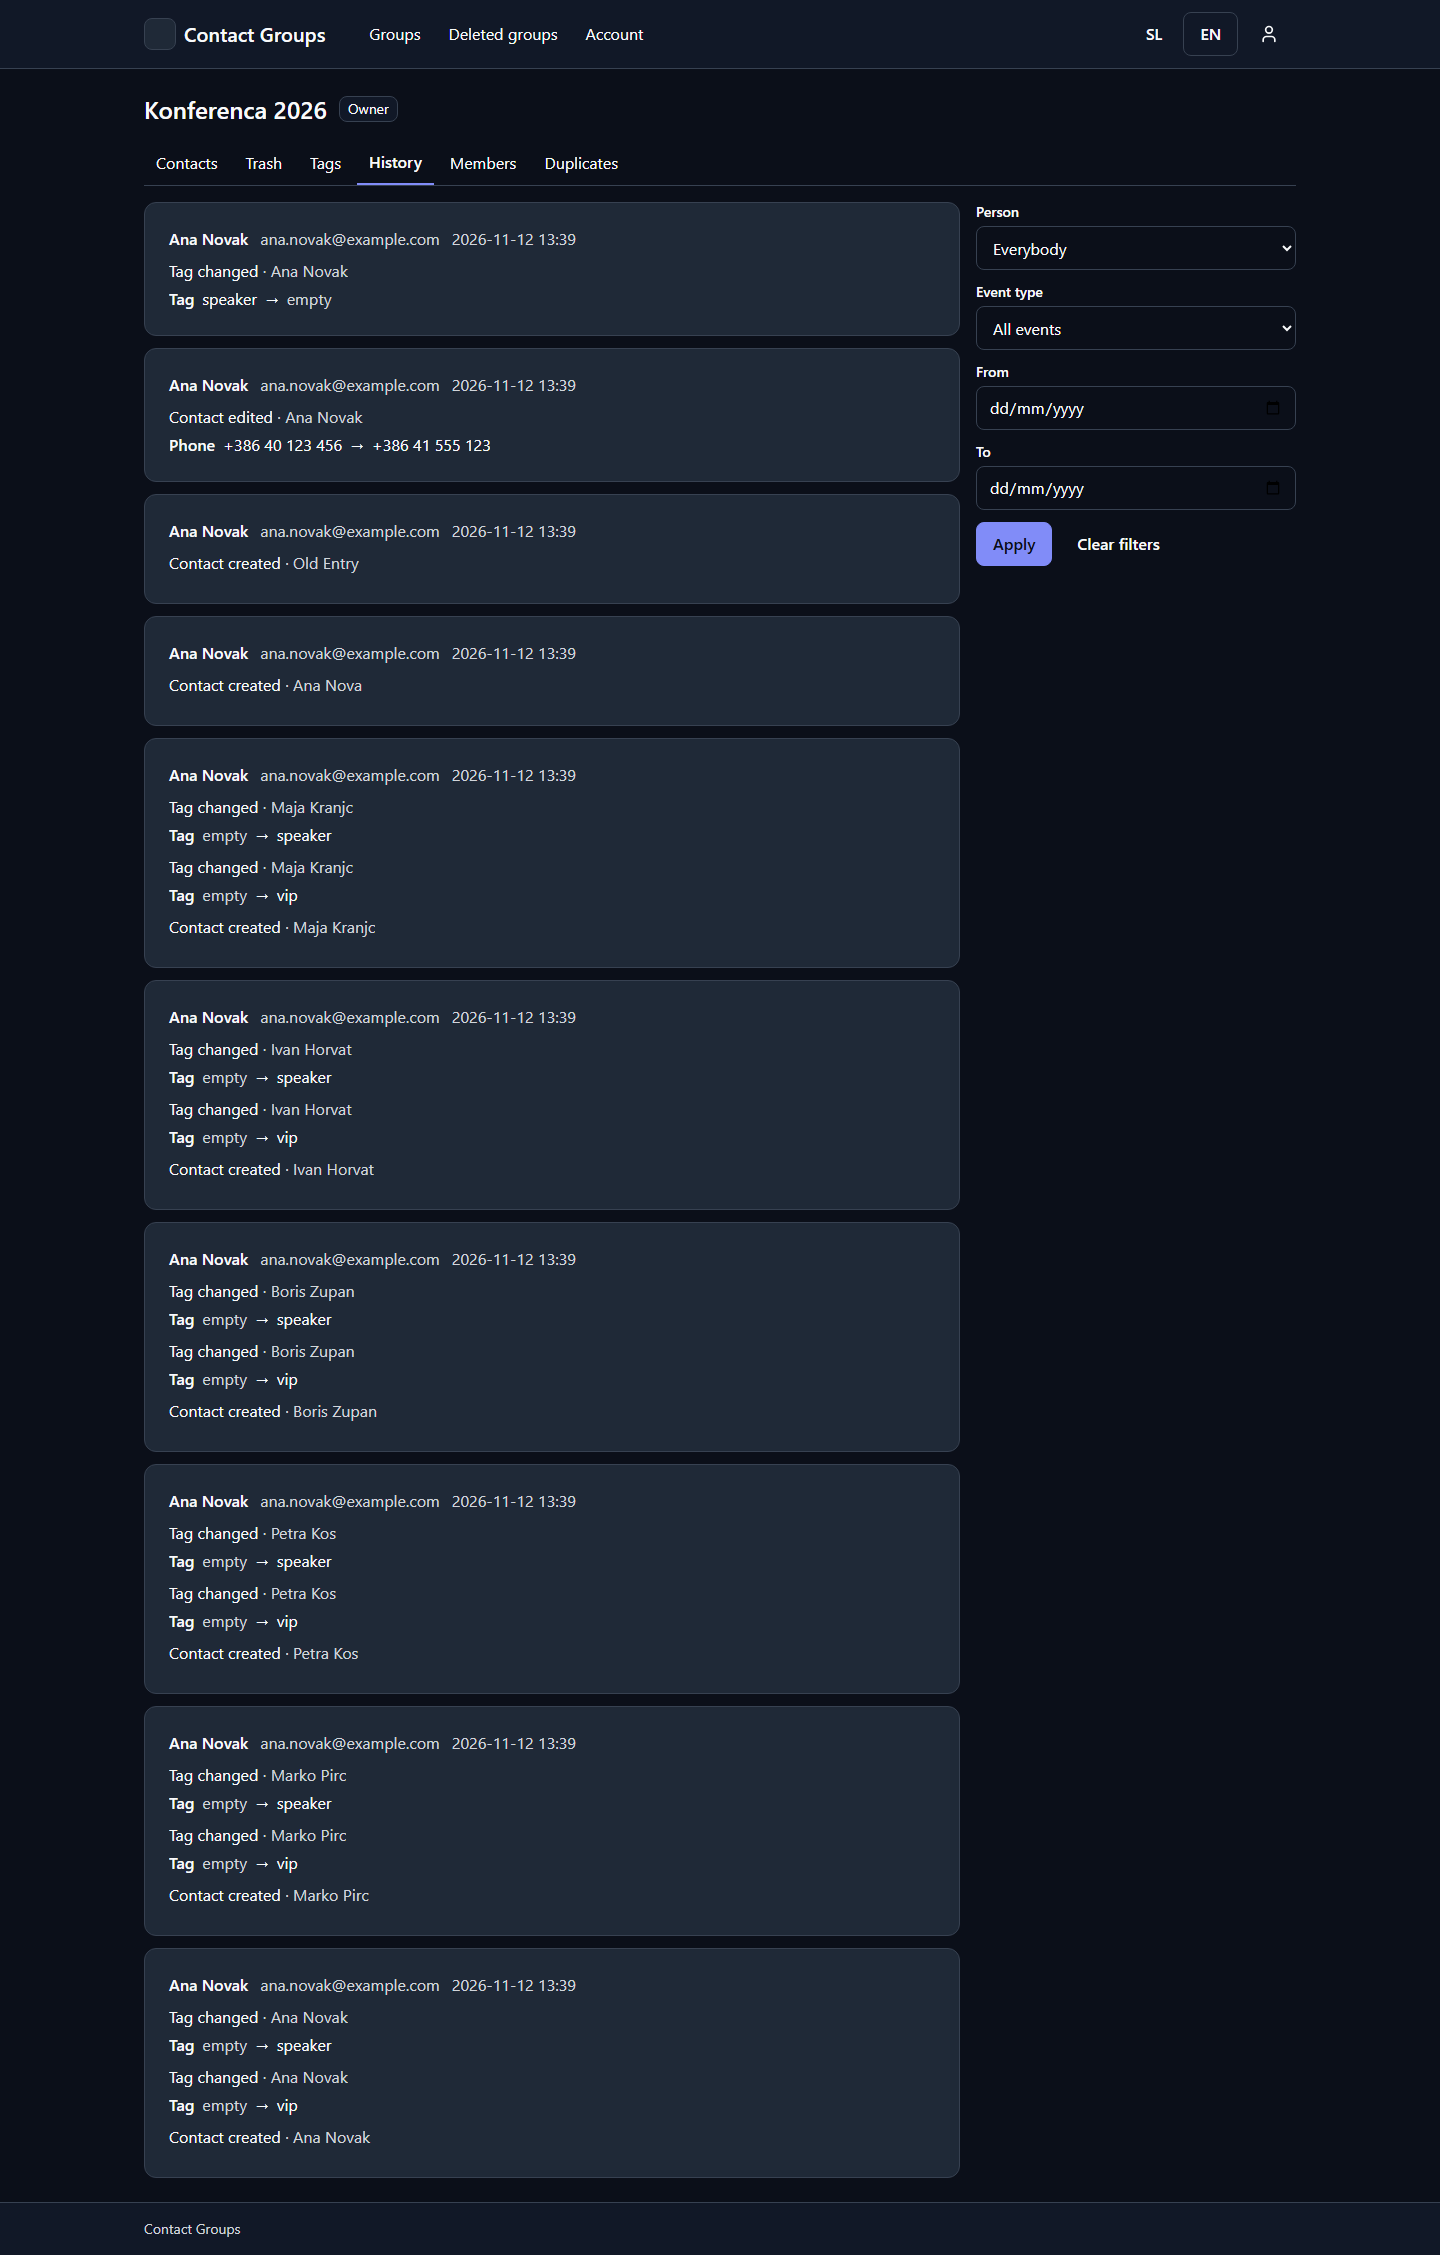 Contact Groups Groups Deleted groups Account SL EN
Konferenca 2026 Owner
Contacts Trash Tags History Members Duplicates
Ana Novak ana.novak@example.com 2026-11-12 13:39
Tag changed · Ana Novak
Tag speaker → empty
Ana Novak ana.novak@example.com 2026-11-12 13:39
Contact edited · Ana Novak
Phone +386 40 123 456 → +386 41 555 123
Ana Novak ana.novak@example.com 2026-11-12 13:39
Contact created · Old Entry
Ana Novak ana.novak@example.com 2026-11-12 13:39
Contact created · Ana Nova
Ana Novak ana.novak@example.com 2026-11-12 13:39
Tag changed · Maja Kranjc
Tag empty → speaker
Tag changed · Maja Kranjc
Tag empty → vip
Contact created · Maja Kranjc
Ana Novak ana.novak@example.com 2026-11-12 13:39
Tag changed · Ivan Horvat
Tag empty → speaker
Tag changed · Ivan Horvat
Tag empty → vip
Contact created · Ivan Horvat
Ana Novak ana.novak@example.com 2026-11-12 13:39
Tag changed · Boris Zupan
Tag empty → speaker
Tag changed · Boris Zupan
Tag empty → vip
Contact created · Boris Zupan
Ana Novak ana.novak@example.com 2026-11-12 13:39
Tag changed · Petra Kos
Tag empty → speaker
Tag changed · Petra Kos
Tag empty → vip
Contact created · Petra Kos
Ana Novak ana.novak@example.com 2026-11-12 13:39
Tag changed · Marko Pirc
Tag empty → speaker
Tag changed · Marko Pirc
Tag empty → vip
Contact created · Marko Pirc
Ana Novak ana.novak@example.com 2026-11-12 13:39
Tag changed · Ana Novak
Tag empty → speaker
Tag changed · Ana Novak
Tag empty → vip
Contact created · Ana Novak
Person
Everybody
Event type
All events
From
dd/mm/yyyy
To
dd/mm/yyyy
Apply Clear filters
Contact Groups